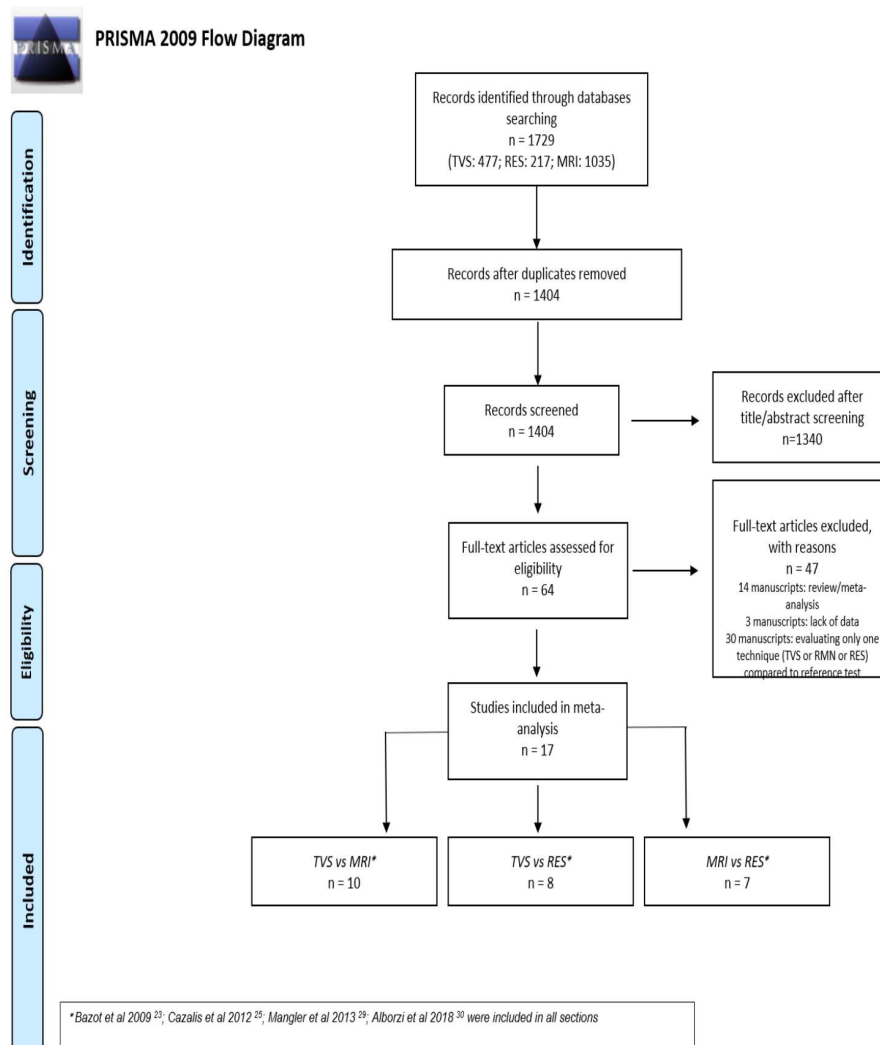 PRISMA
PRISMA 2009 Flow Diagram
Identification
Records identified through databases
searching
n = 1729
(TVS: 477; RES: 217; MRI: 1035)
Records after duplicates removed
n = 1404
Screening
Records screened
n = 1404
Records excluded after
title/abstract screening
n=1340
Eligibility
Full-text articles assessed for
eligibility
n = 64
Full-text articles excluded,
with reasons
n = 47
14 manuscripts: review/meta-
analysis
3 manuscripts: lack of data
30 manuscripts: evaluating only one
technique (TVS or RMN or RES)
compared to reference test
Included
Studies included in meta-
analysis
n = 17
TVS vs MRI*
n = 10
TVS vs RES*
n = 8
MRI vs RES*
n = 7
*Bazot et al 2009 23; Cazalis et al 2012 25; Mangler et al 2013 29; Alborzi et al 2018 30 were included in all sections